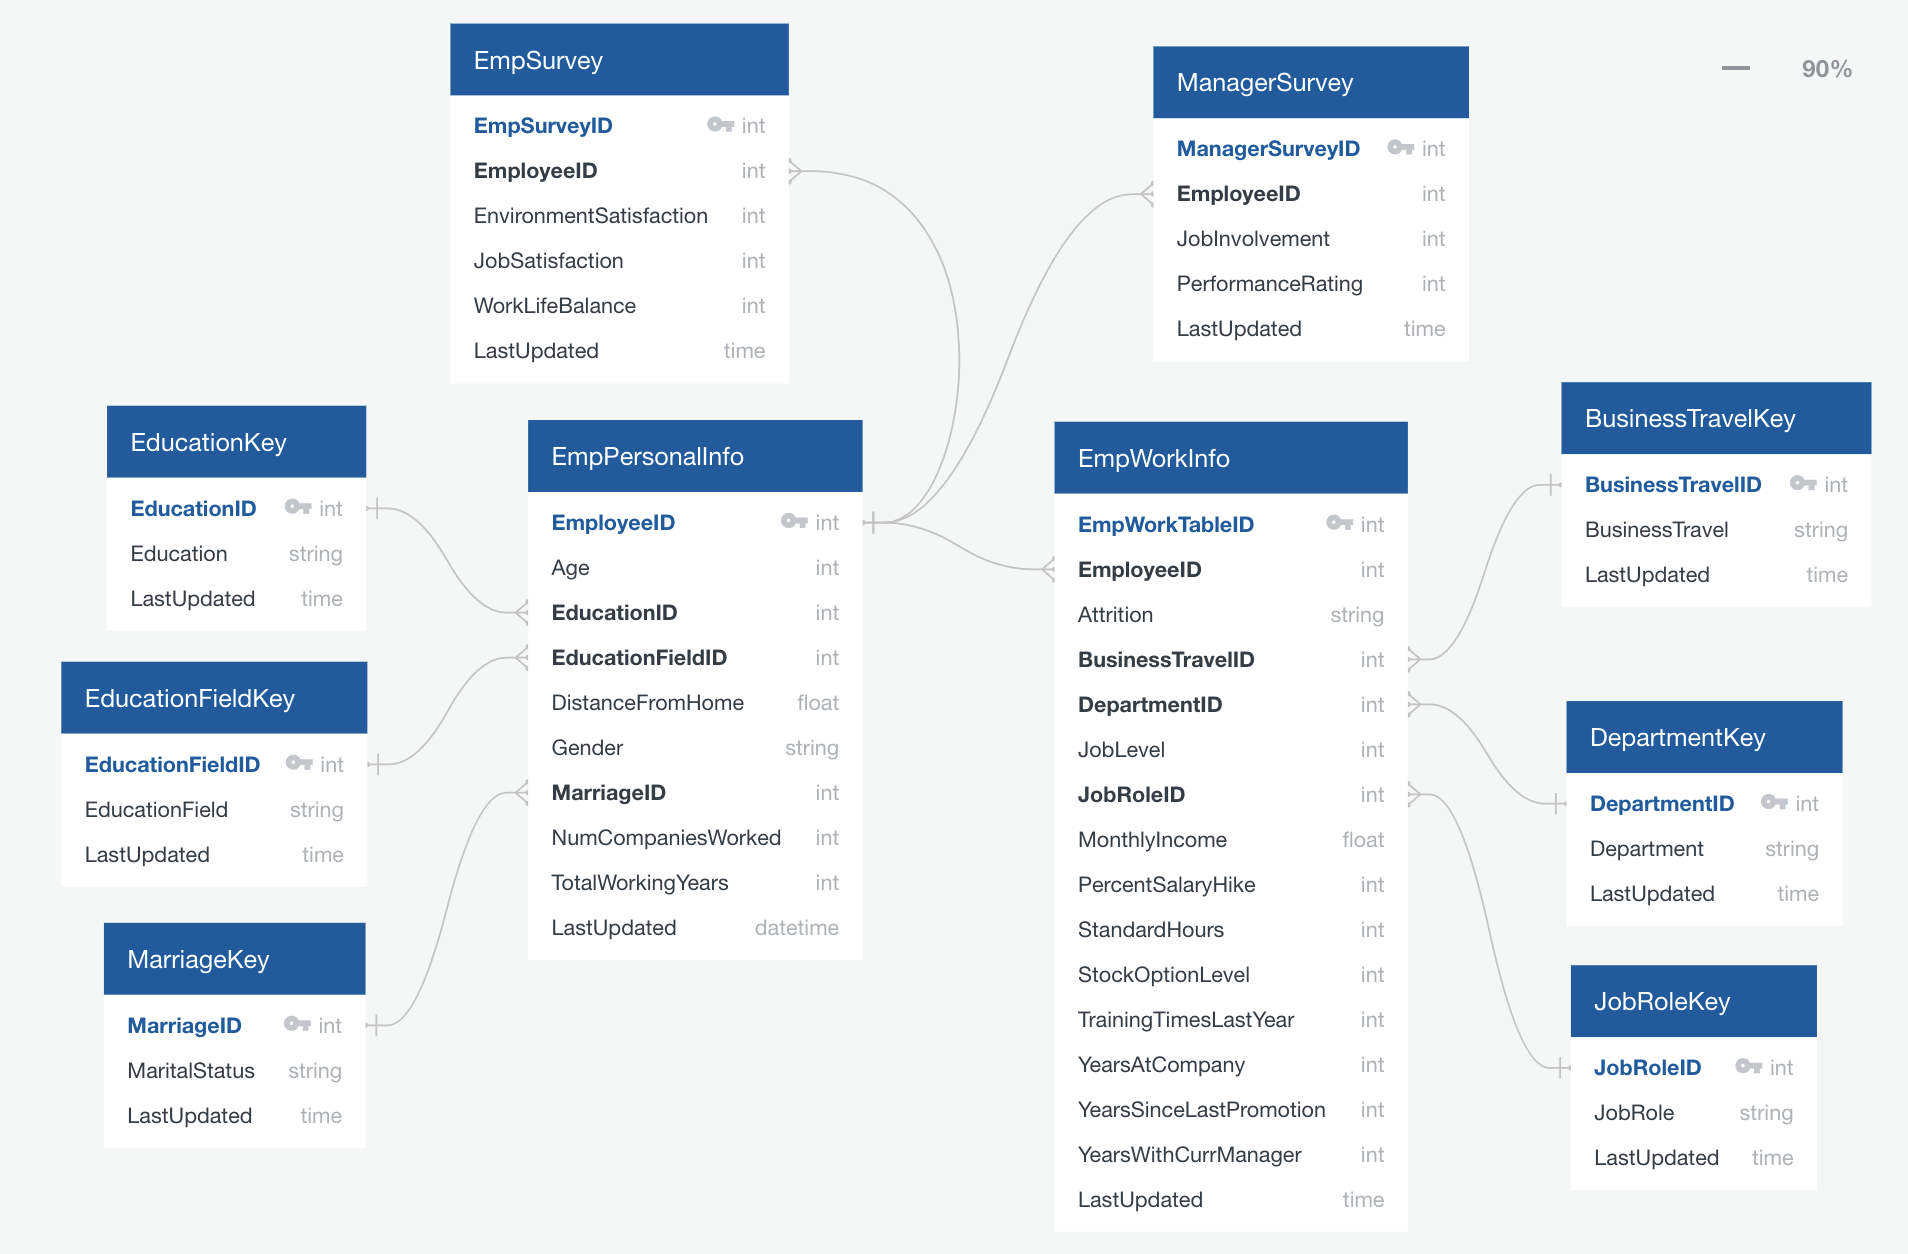 EmpSurvey
EmpSurveyID int
EmployeeID int
EnvironmentSatisfaction int
JobSatisfaction int
WorkLifeBalance int
LastUpdated time
ManagerSurvey
ManagerSurveyID int
EmployeeID int
JobInvolvement int
PerformanceRating int
LastUpdated time
90%
EducationKey
EducationID int
Education string
LastUpdated time
EducationFieldKey
EducationFieldID int
EducationField string
LastUpdated time
MarriageKey
MarriageID int
MaritalStatus string
LastUpdated time
EmpPersonalInfo
EmployeeID int
Age int
EducationID int
EducationFieldID int
DistanceFromHome float
Gender string
MarriageID int
NumCompaniesWorked int
TotalWorkingYears int
LastUpdated datetime
EmpWorkInfo
EmpWorkTableID int
EmployeeID int
Attrition string
BusinessTravelID int
DepartmentID int
JobLevel int
JobRoleID int
MonthlyIncome float
PercentSalaryHike int
StandardHours int
StockOptionLevel int
TrainingTimesLastYear int
YearsAtCompany int
YearsSinceLastPromotion int
YearsWithCurrManager int
LastUpdated time
BusinessTravelKey
BusinessTravelID int
BusinessTravel string
LastUpdated time
DepartmentKey
DepartmentID int
Department string
LastUpdated time
JobRoleKey
JobRoleID int
JobRole string
LastUpdated time